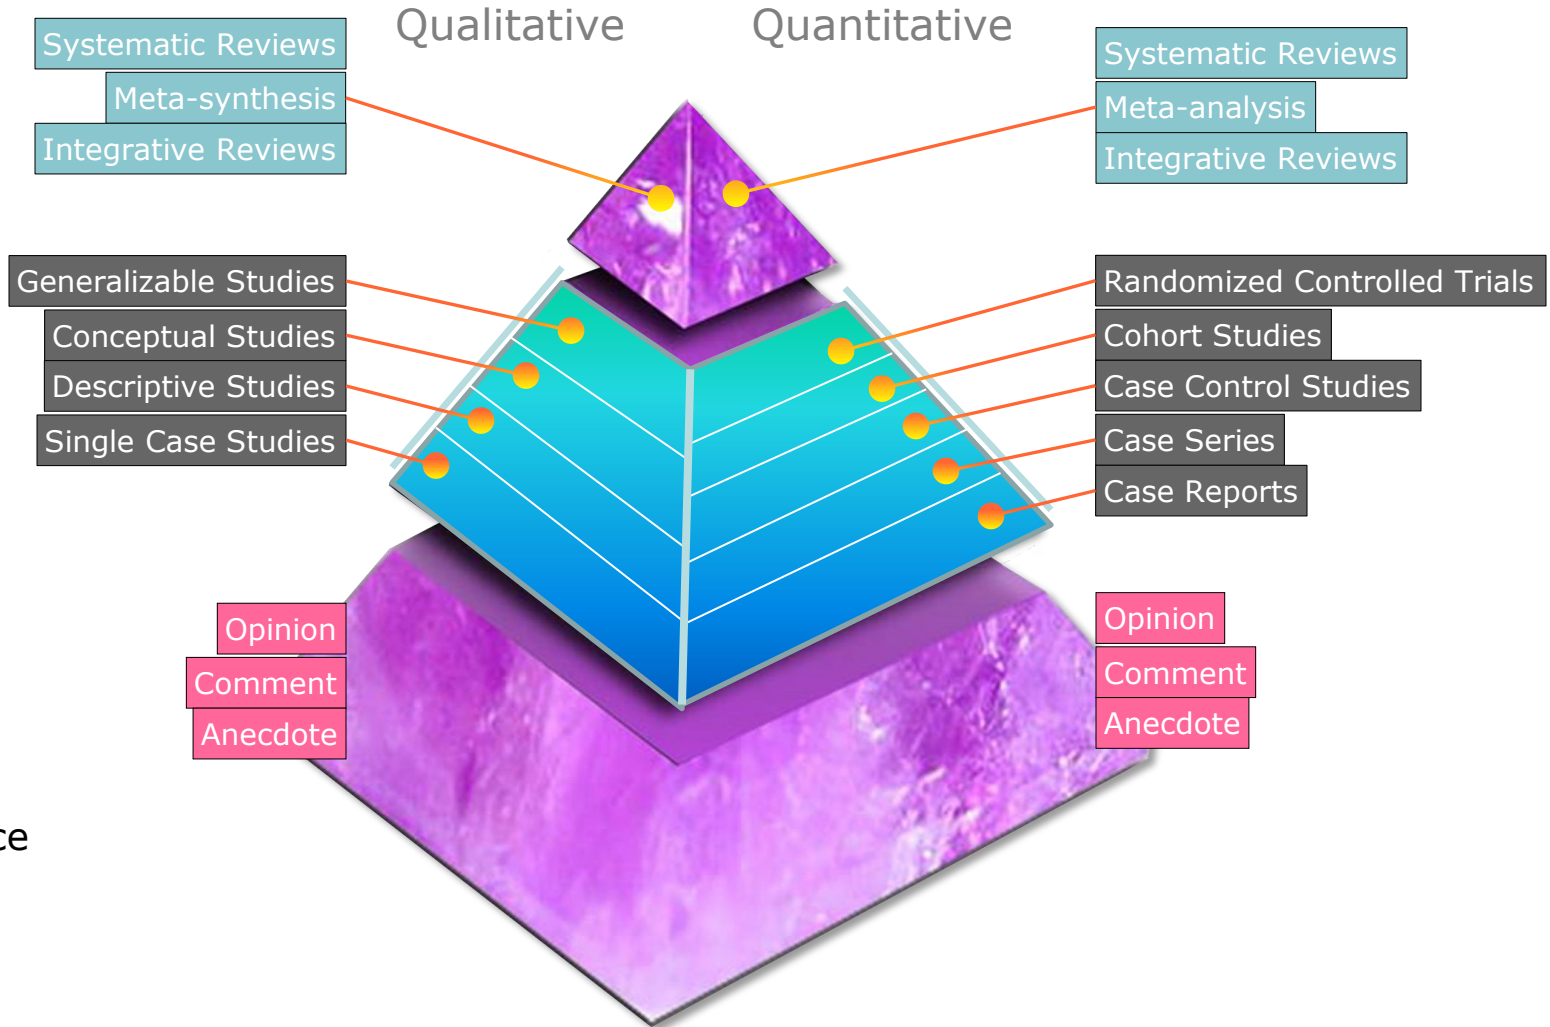 Qualitative
Quantitative
Systematic Reviews
Meta-synthesis
Integrative Reviews
Systematic Reviews
Meta-analysis
Integrative Reviews
Generalizable Studies
Conceptual Studies
Descriptive Studies
Single Case Studies
Randomized Controlled Trials
Cohort Studies
Case Control Studies
Case Series
Case Reports
Opinion
Comment
Anecdote
Opinion
Comment
Anecdote